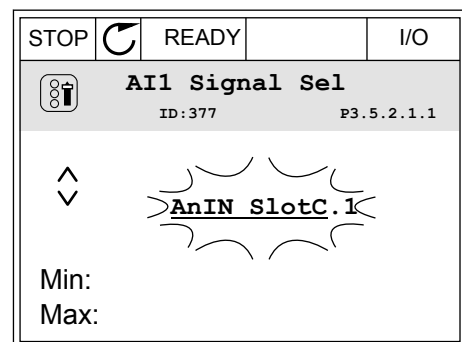 STOP READY I/O
AI1 Signal Sel
ID:377 P3.5.2.1.1
AnIN SlotC.1
Min:
Max: